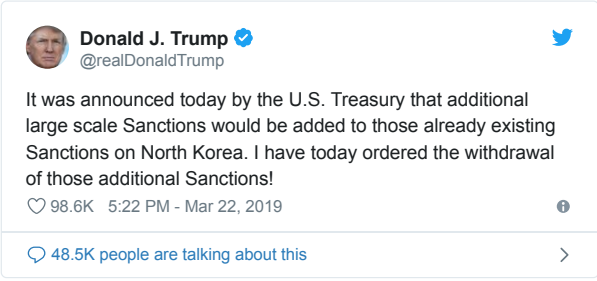 Donald J. Trump
@realDonaldTrump
It was announced today by the U.S. Treasury that additional
large scale Sanctions would be added to those already existing
Sanctions on North Korea. I have today ordered the withdrawal
of those additional Sanctions!
98.6K 5:22 PM - Mar 22, 2019
48.5K people are talking about this